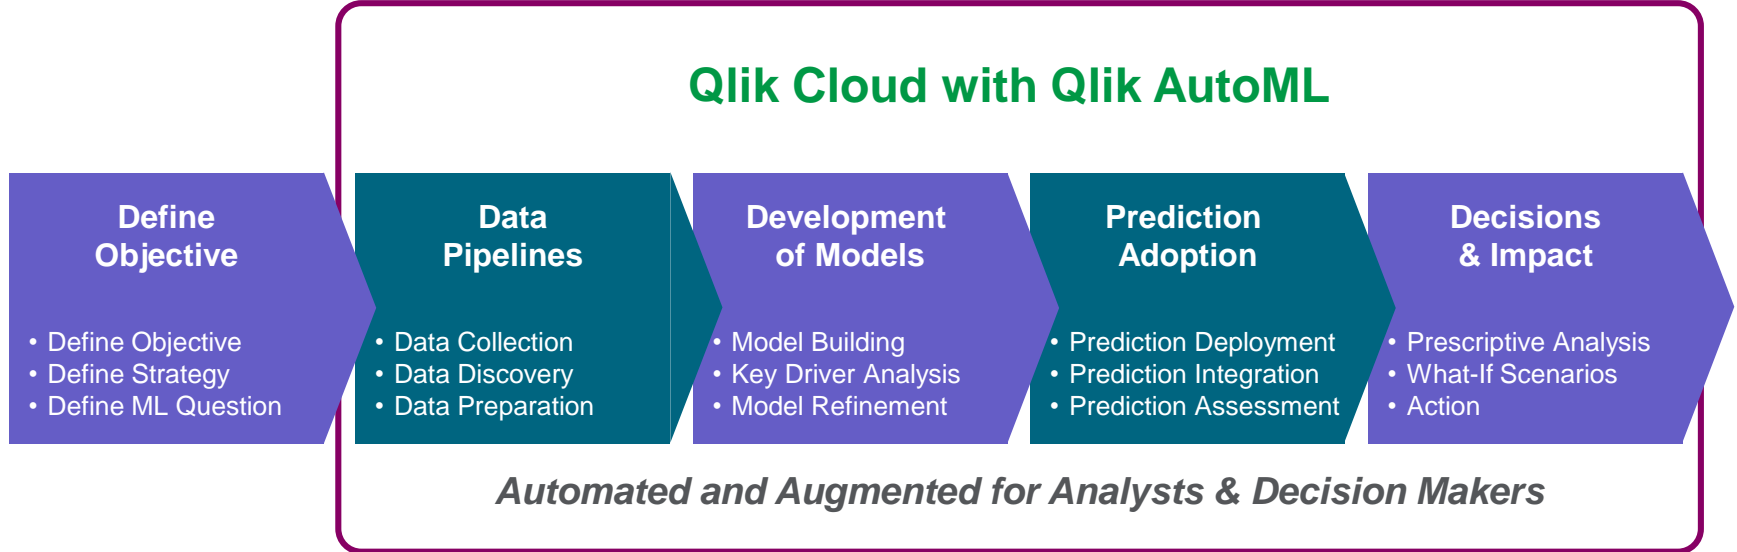 Qlik Cloud with Qlik AutoML
Define
Objective
• Define Objective
• Define Strategy
• Define ML Question
Data
Pipelines
• Data Collection
• Data Discovery
• Data Preparation
Development
of Models
• Model Building
• Key Driver Analysis
• Model Refinement
Prediction
Adoption
• Prediction Deployment
• Prediction Integration
• Prediction Assessment
Decisions
& Impact
• Prescriptive Analysis
• What-If Scenarios
• Action
Automated and Augmented for Analysts & Decision Makers